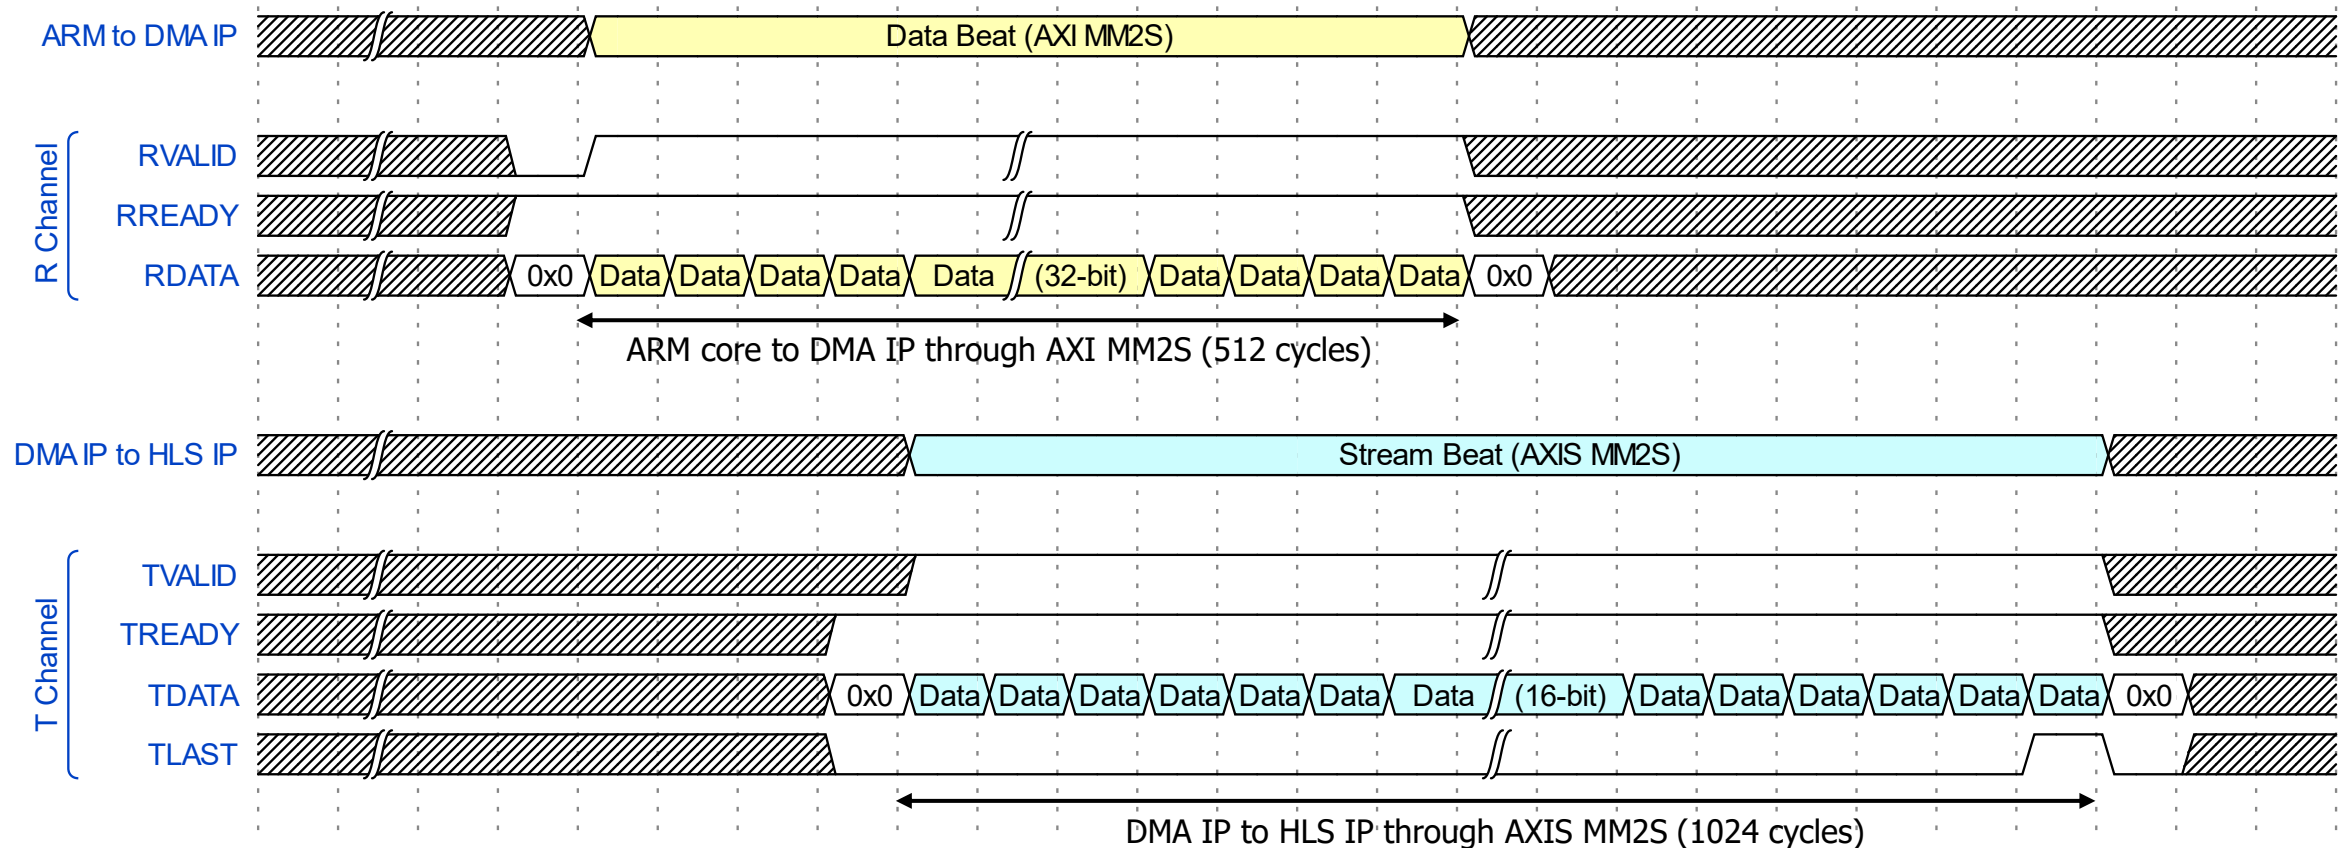 ARM to DMA IP
Data Beat (AXI MM2S)
R Channel
RVALID
RREADY
RDATA
0x0 Data Data Data Data Data (32-bit) Data Data Data Data 0x0
ARM core to DMA IP through AXI MM2S (512 cycles)
DMA IP to HLS IP
Stream Beat (AXIS MM2S)
T Channel
TVALID
TREADY
TDATA
0x0 Data Data Data Data Data Data Data (16-bit) Data Data Data Data Data Data 0x0
TLAST
DMA IP to HLS IP through AXIS MM2S (1024 cycles)